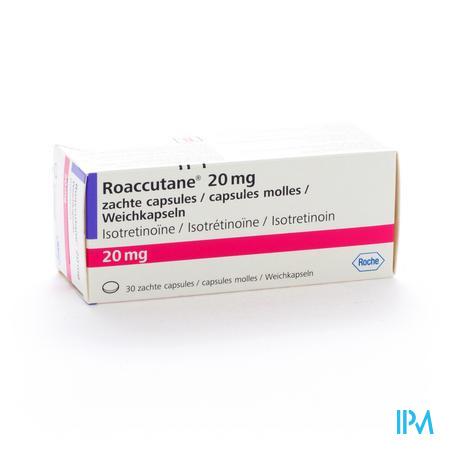 Roaccutane® 20 mg
zachte capsules / capsules molles /
Weichkapseln
Isotretinoïne / Isotrétinoïne / Isotretinoin
20 mg
30 zachte capsules / capsules molles / Weichkapseln
Roche
IPM